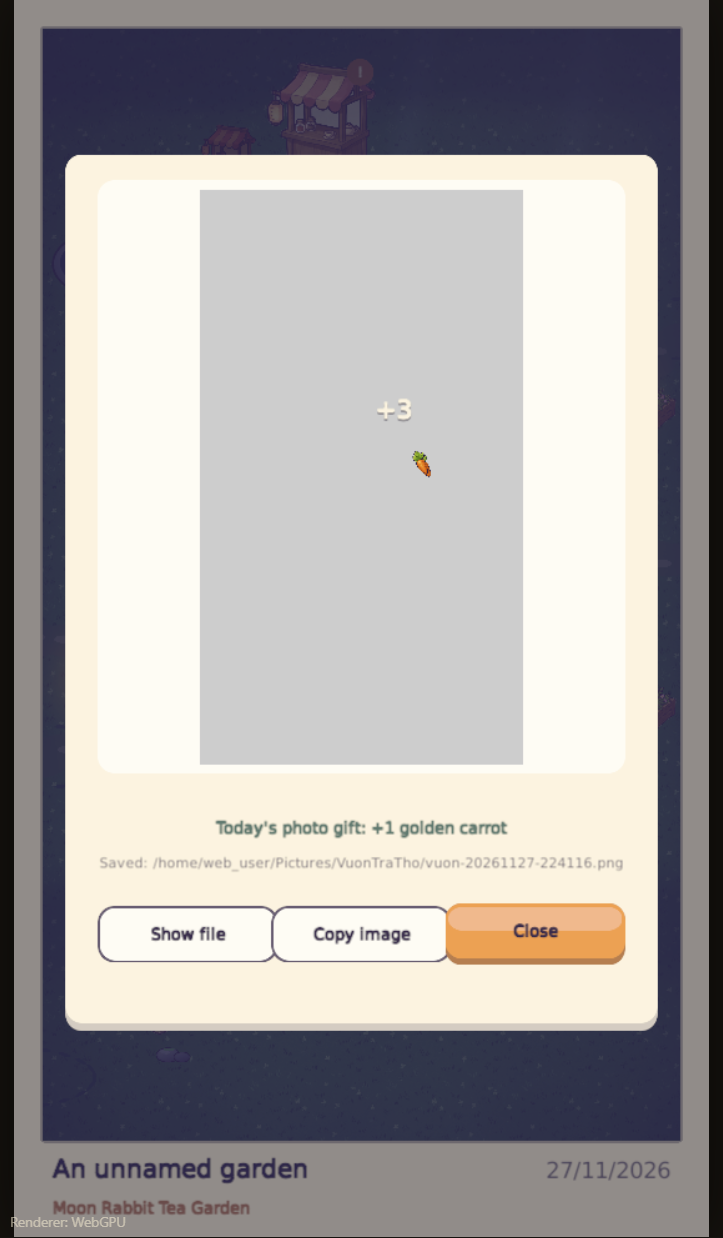 !
+3
Today's photo gift: +1 golden carrot
Saved: /home/web_user/Pictures/VuonTraTho/vuon-20261127-224116.png
Show file
Copy image
Close
An unnamed garden
27/11/2026
Moon Rabbit Tea Garden
Renderer: WebGPU